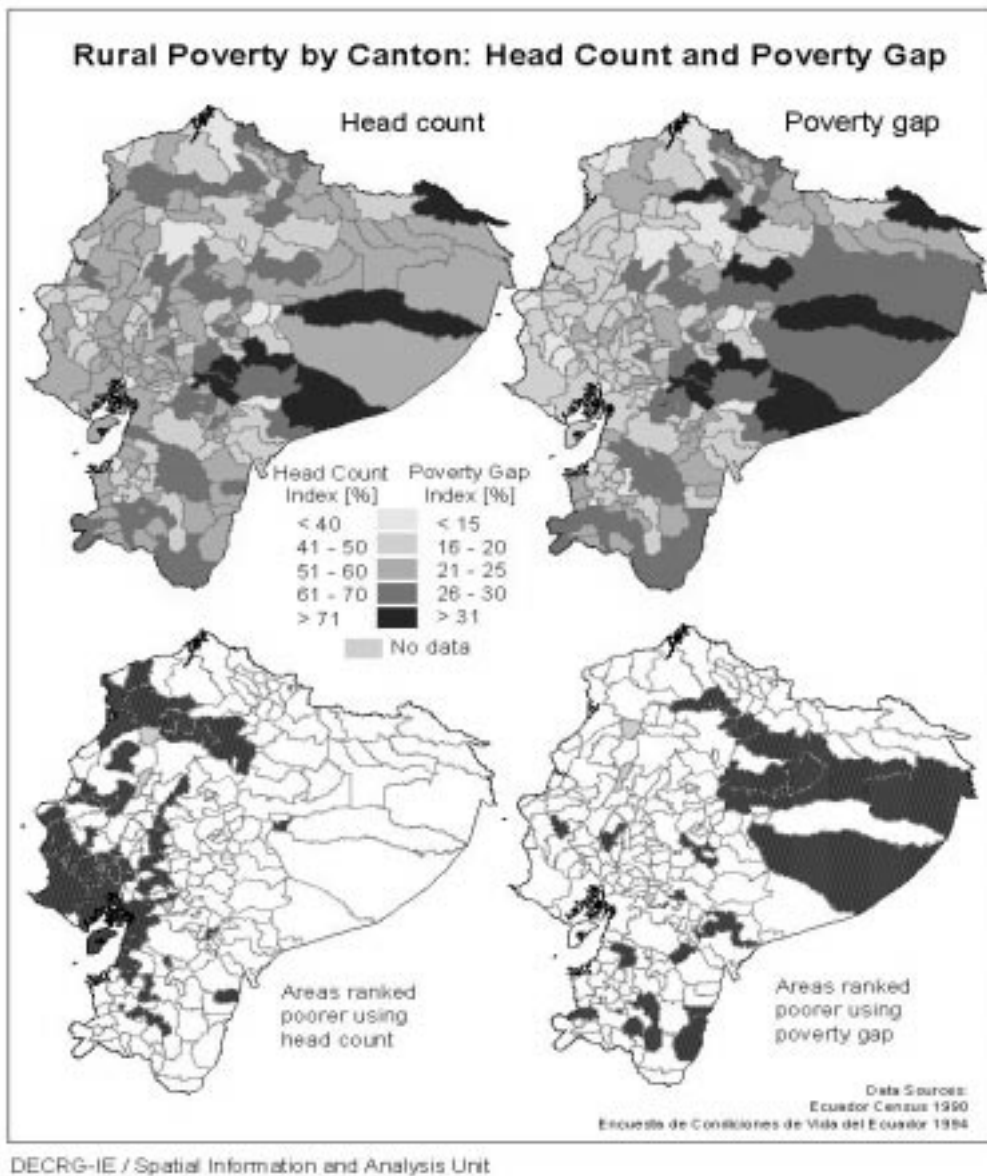 Rural Poverty by Canton: Head Count and Poverty Gap
Head count
Poverty gap
Head Count Poverty Gap
Index [%] Index [%]
< 40 < 15
41 - 50 16 - 20
51 - 60 21 - 25
61 - 70 26 - 30
> 71 > 31
No data
Areas ranked
poorer using
head count
Areas ranked
poorer using
poverty gap
Data Sources:
Ecuador Census 1990
Encuesta de Condiciones de Vida del Ecuador 1994
DECRG-IE / Spatial Information and Analysis Unit